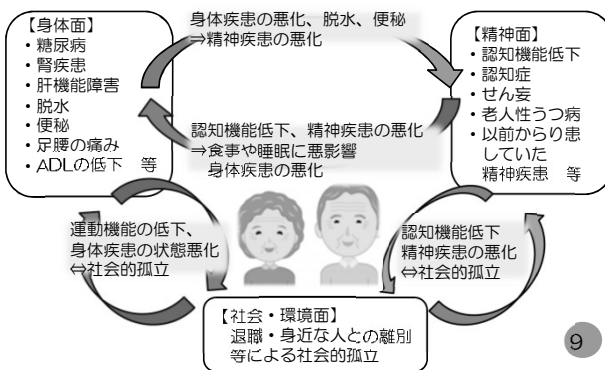 【身体面】
・糖尿病
・腎疾患
・肝機能障害
・脱水
・便秘
・足腰の痛み
・ADLの低下　等
身体疾患の悪化、脱水、便秘
⇒精神疾患の悪化
【精神面】
・認知機能低下
・認知症
・せん妄
・老人性うつ病
・以前からり患
していた
精神疾患　等
認知機能低下、精神疾患の悪化
⇒食事や睡眠に悪影響
身体疾患の悪化
運動機能の低下、
身体疾患の状態悪化
⇔社会的孤立
認知機能低下
精神疾患の悪化
⇔社会的孤立
【社会・環境面】
退職・身近な人との離別
等による社会的孤立
9